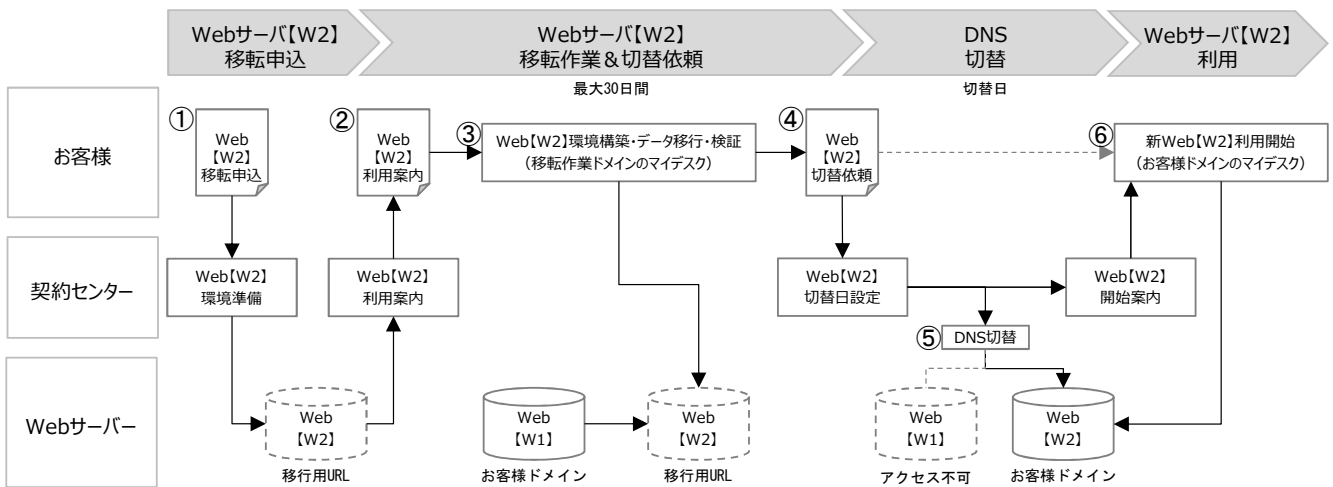 Webサーバ【W2】
移転申込
Webサーバ【W2】
移転作業＆切替依頼
DNS
切替
Webサーバ【W2】
利用
最大30日間
切替日
お客様
①
Web
【W2】
移転申込
②
Web
【W2】
利用案内
③
Web【W2】環境構築・データ移行・検証
（移転作業ドメインのマイデスク）
④
Web
【W2】
切替依頼
⑥
新Web【W2】利用開始
（お客様ドメインのマイデスク）
契約センター
Web【W2】
環境準備
Web【W2】
利用案内
Web【W2】
切替日設定
Web【W2】
開始案内
⑤
DNS切替
Webサーバー
Web
【W2】
移行用URL
Web
【W1】
お客様ドメイン
Web
【W2】
移行用URL
Web
【W1】
アクセス不可
Web
【W2】
お客様ドメイン